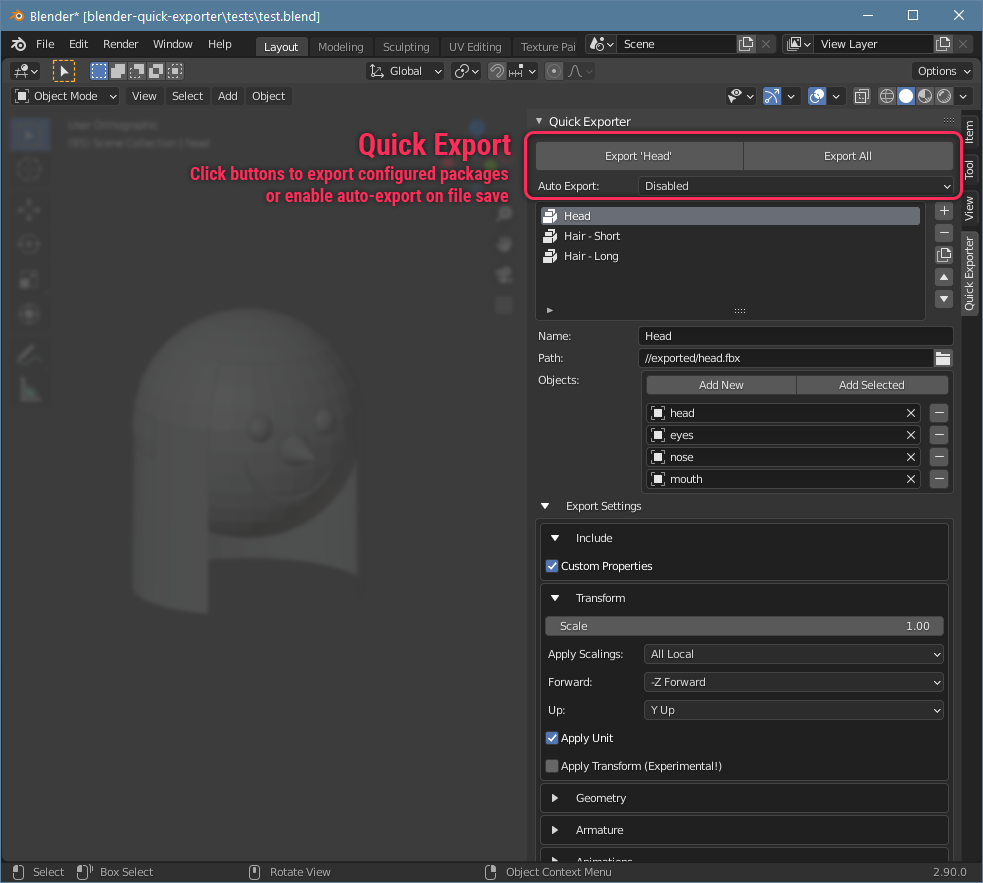 Blender* [blender-quick-exporter\tests\test.blend]
File Edit Render Window Help Layout Modeling Sculpting UV Editing Texture Pai Scene View Layer
Global Options
Object Mode View Select Add Object
User Orthographic
Quick Exporter
Quick Export
Click buttons to export configured packages
or enable auto-export on file save
Export 'Head' Export All
Auto Export: Disabled
Head
Hair - Short
Hair - Long
Item
Tool
View
Quick Exporter
Name: Head
Path: //exported/head.fbx
Objects: Add New Add Selected
head
eyes
nose
mouth
Export Settings
Include
Custom Properties
Transform
Scale 1.00
Apply Scalings: All Local
Forward: -Z Forward
Up: Y Up
Apply Unit
Apply Transform (Experimental!)
Geometry
Armature
Animations
Select Box Select Rotate View Object Context Menu 2.90.0